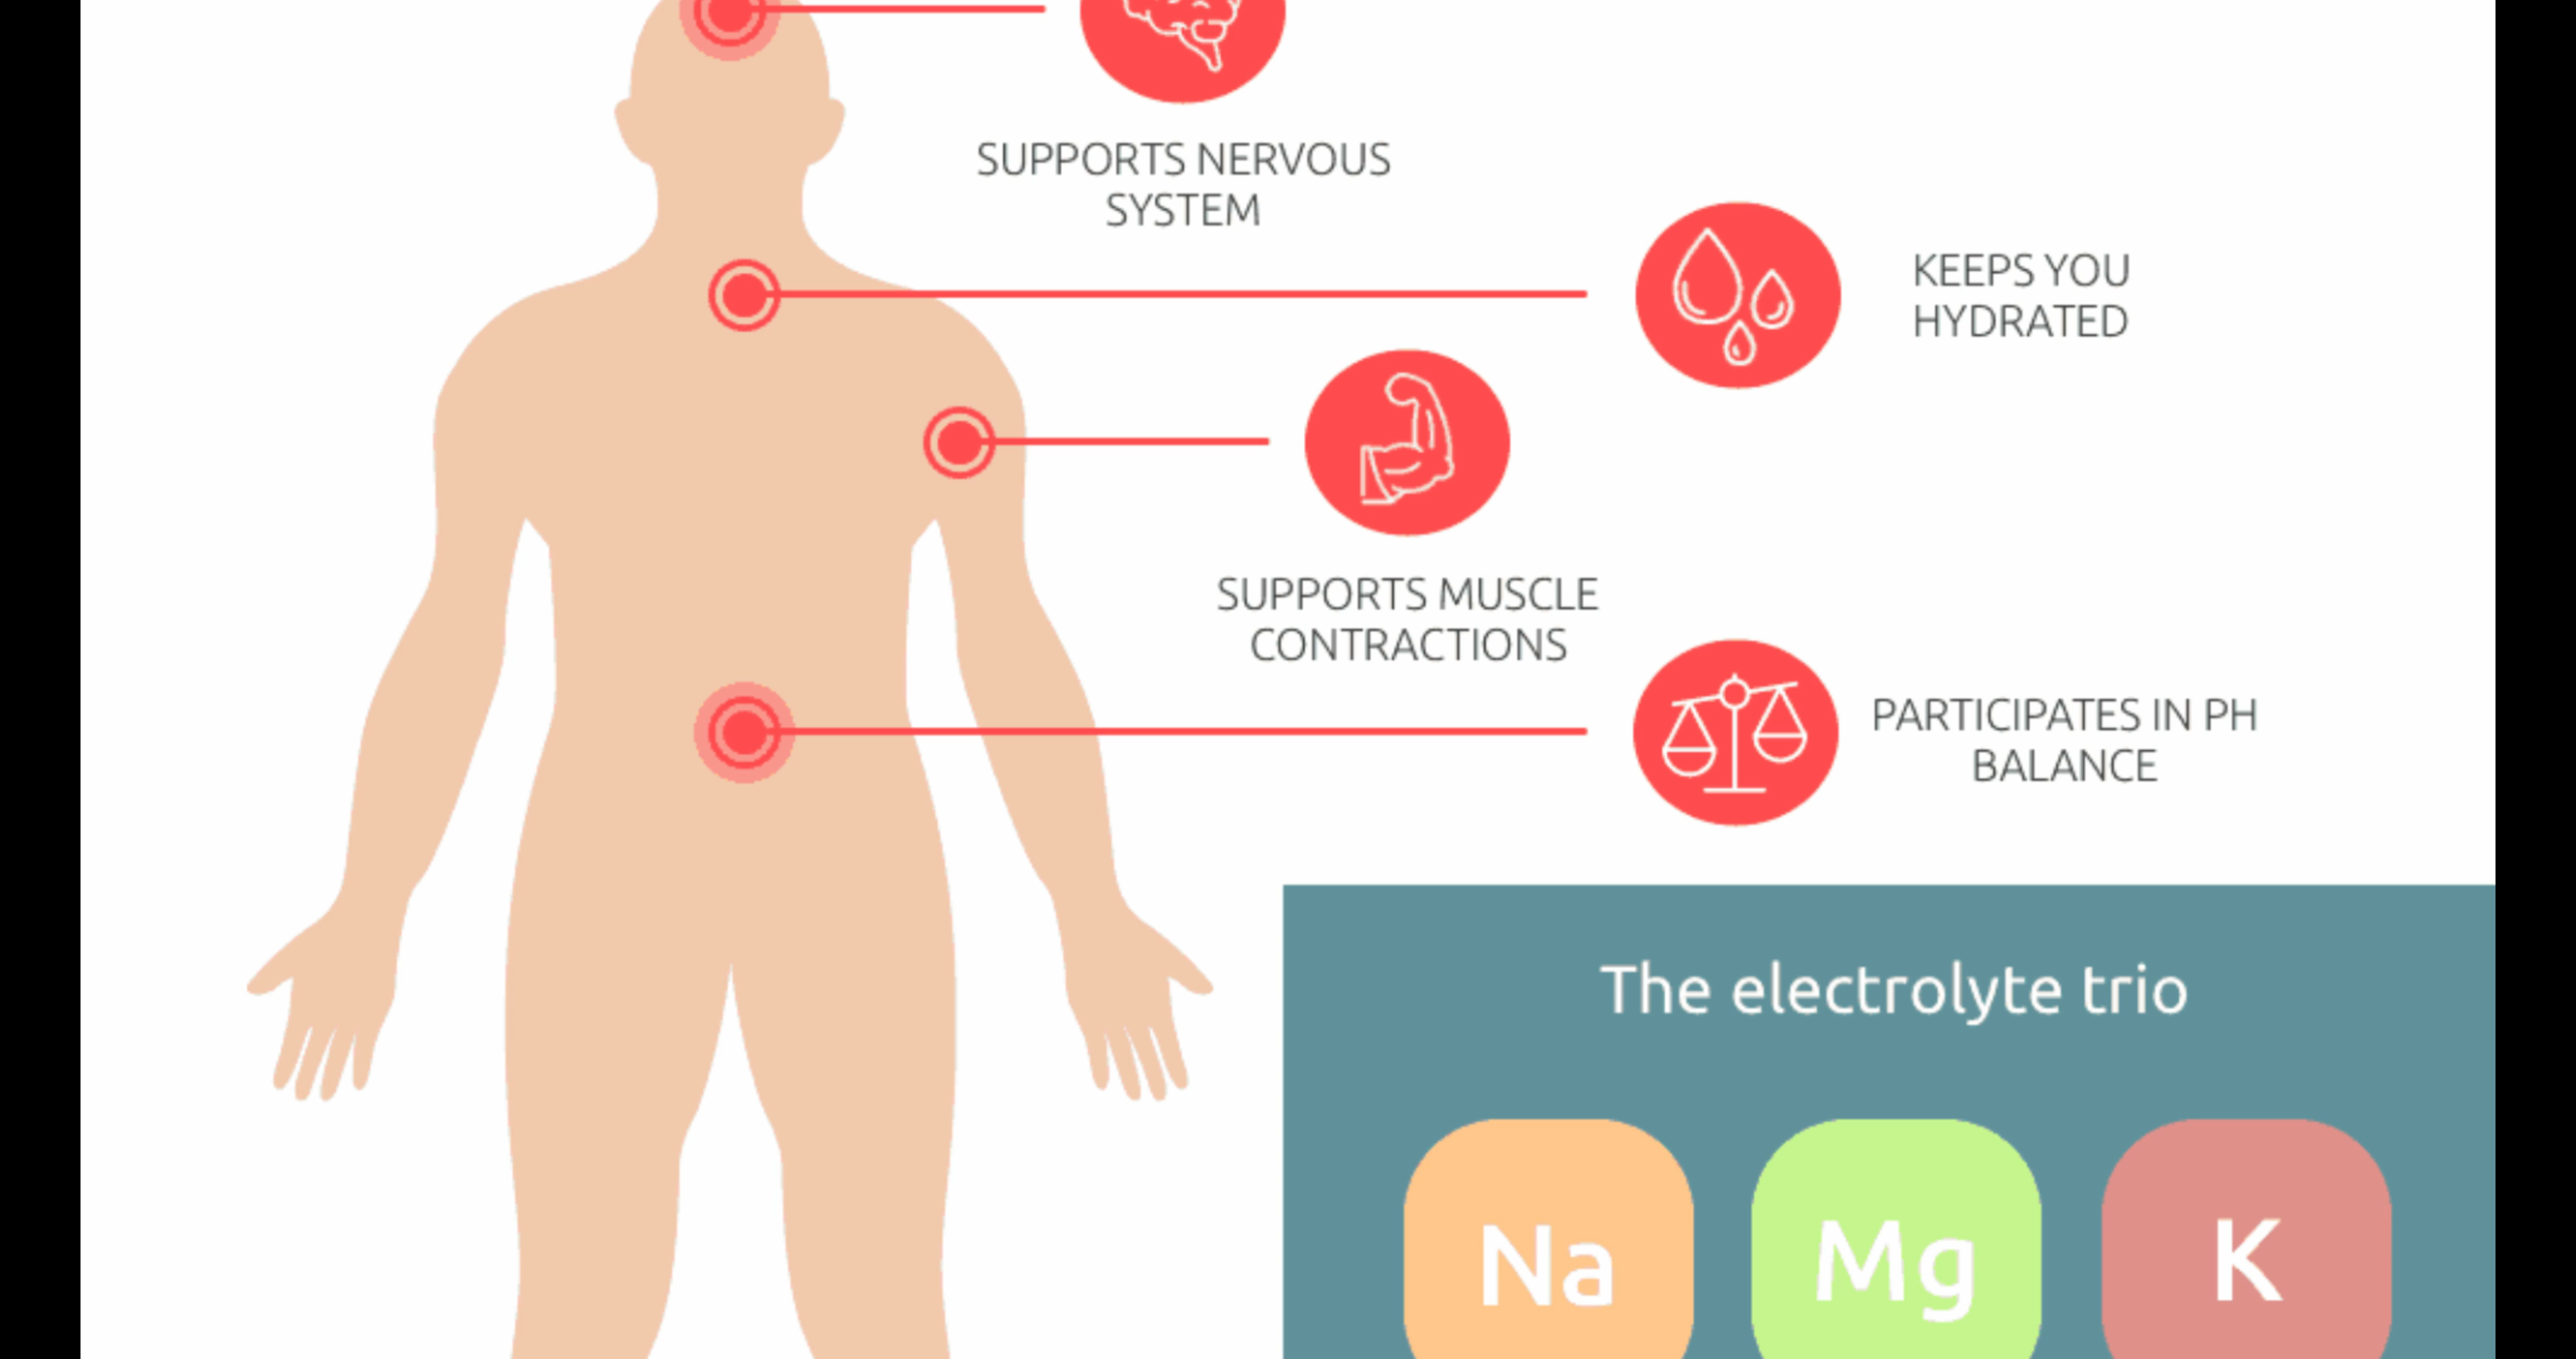 SUPPORTS NERVOUS
SYSTEM
KEEPS YOU
HYDRATED
SUPPORTS MUSCLE
CONTRACTIONS
PARTICIPATES IN PH
BALANCE
The electrolyte trio
Na
Mg
K